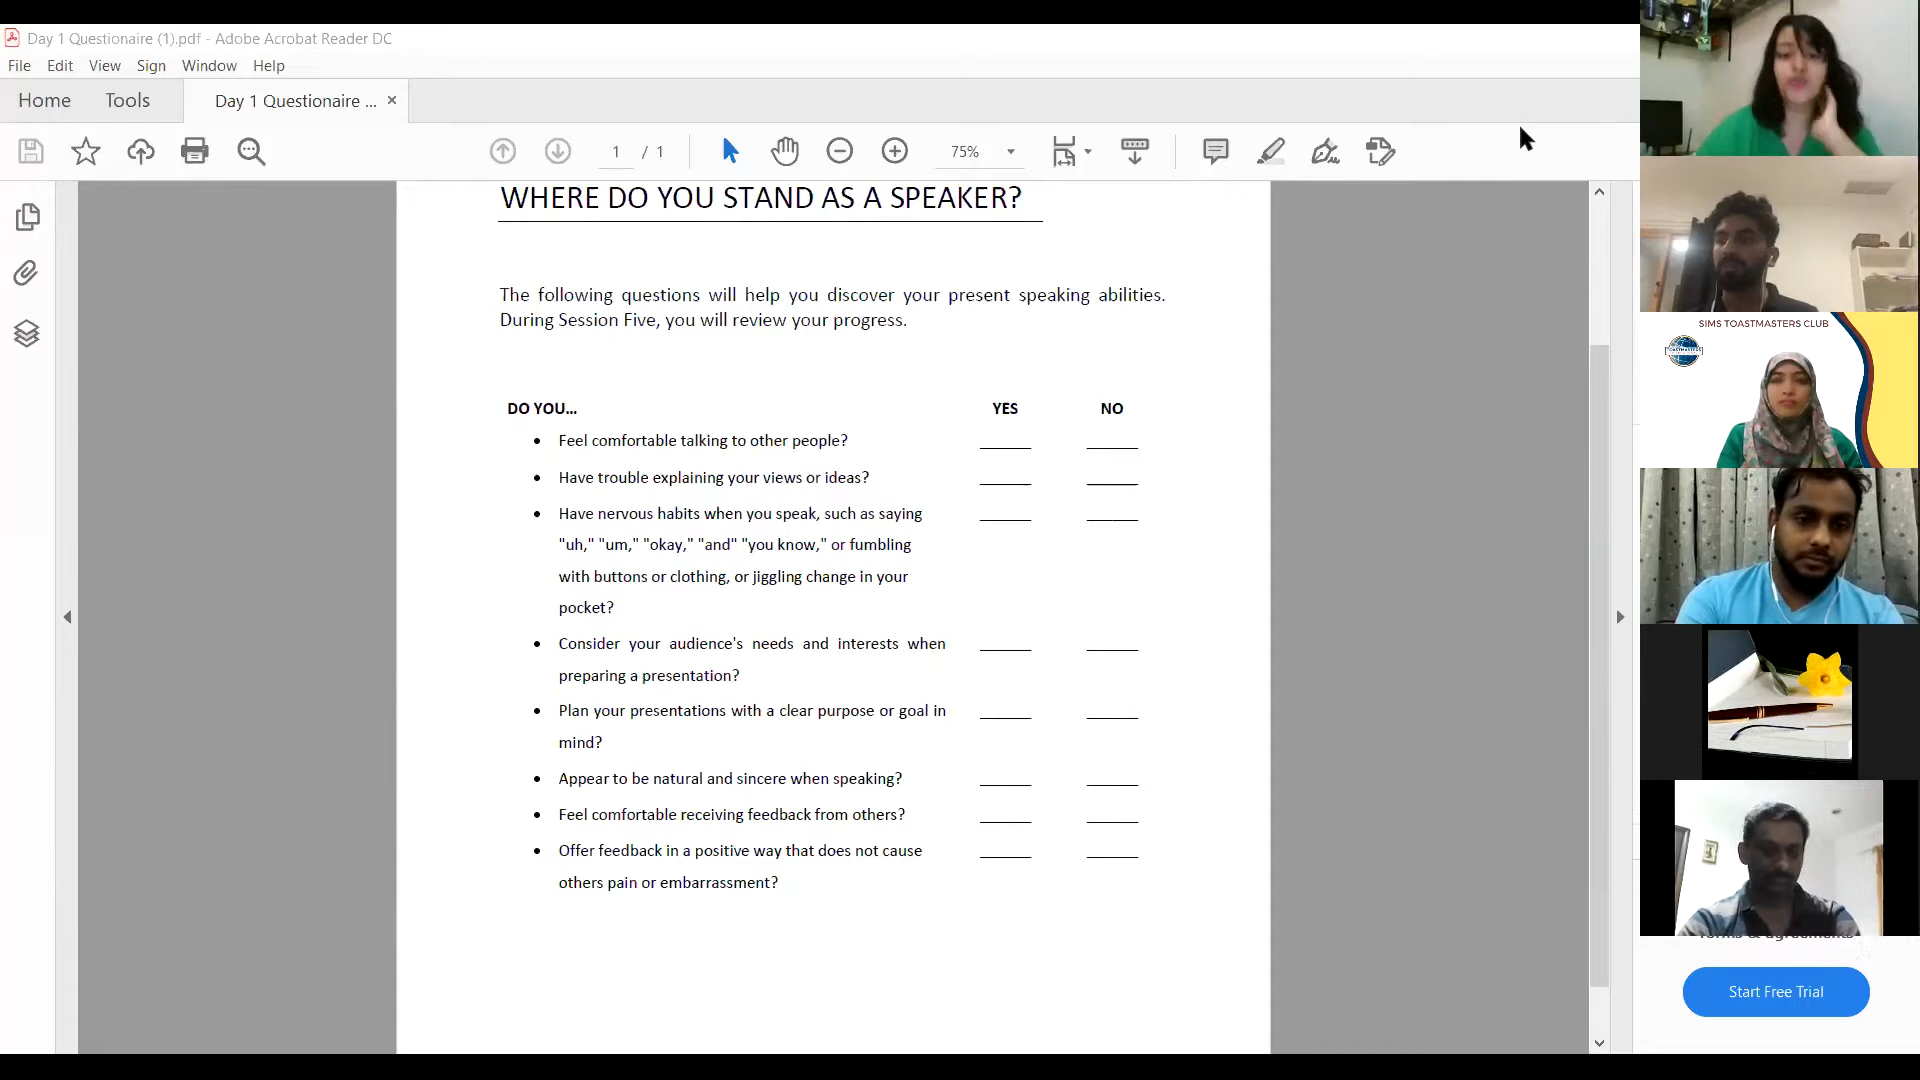 Day 1 Questionaire (1).pdf - Adobe Acrobat Reader DC
File Edit View Sign Window Help
Home Tools Day 1 Questionaire ... ×
1 / 1 75%
WHERE DO YOU STAND AS A SPEAKER?
The following questions will help you discover your present speaking abilities.
During Session Five, you will review your progress.
DO YOU... YES NO
• Feel comfortable talking to other people?
• Have trouble explaining your views or ideas?
• Have nervous habits when you speak, such as saying
"uh," "um," "okay," "and" "you know," or fumbling
with buttons or clothing, or jiggling change in your
pocket?
• Consider your audience's needs and interests when
preparing a presentation?
• Plan your presentations with a clear purpose or goal in
mind?
• Appear to be natural and sincere when speaking?
• Feel comfortable receiving feedback from others?
• Offer feedback in a positive way that does not cause
others pain or embarrassment?
SIMS TOASTMASTERS CLUB
TOASTMASTERS
Start Free Trial